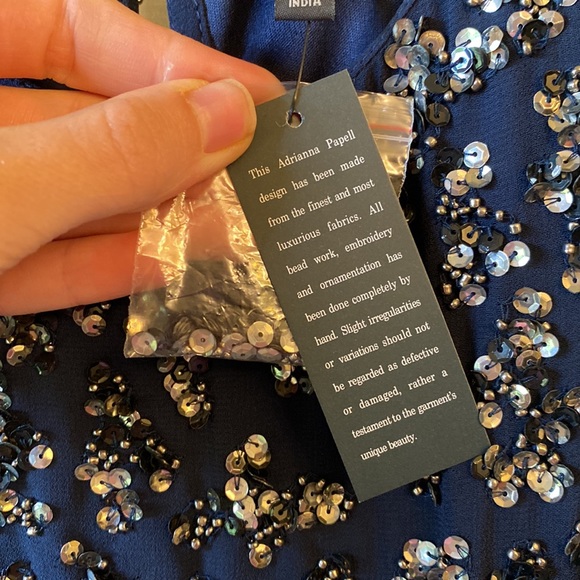 INDIA
This Adrianna Papell
design has been made
from the finest and most
luxurious fabrics. All
bead work, embroidery
and ornamentation has
been done completely by
hand. Slight irregularities
or variations should not
be regarded as defective
or damaged, rather a
testament to the garment's
unique beauty.